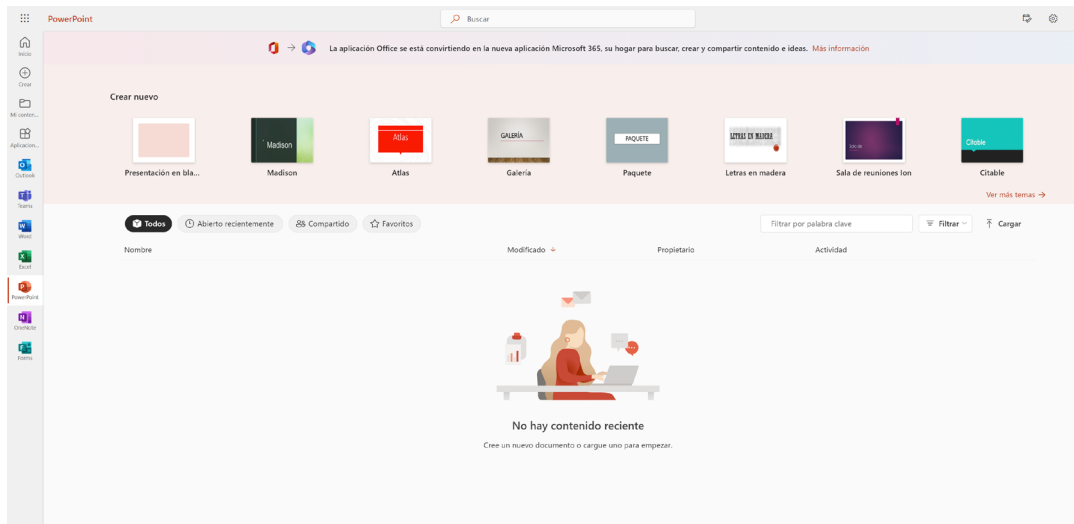 PowerPoint
Buscar
La aplicación Office se está convirtiendo en la nueva aplicación Microsoft 365, su hogar para buscar, crear y compartir contenido e ideas. Más información
Inicio
Crear
Mi conten...
Aplicacion...
Outlook
Teams
Word
Excel
PowerPoint
OneNote
Forms
Crear nuevo
Madison
Atlas
GALERÍA
PAQUETE
LETRAS EN MADERA
Citable
Presentación en bla...
Madison
Atlas
Galería
Paquete
Letras en madera
Sala de reuniones Ion
Citable
Ver más temas →
Todos
Abierto recientemente
Compartido
Favoritos
Filtrar por palabra clave
Filtrar
Cargar
Nombre
Modificado
Propietario
Actividad
No hay contenido reciente
Cree un nuevo documento o cargue uno para empezar.